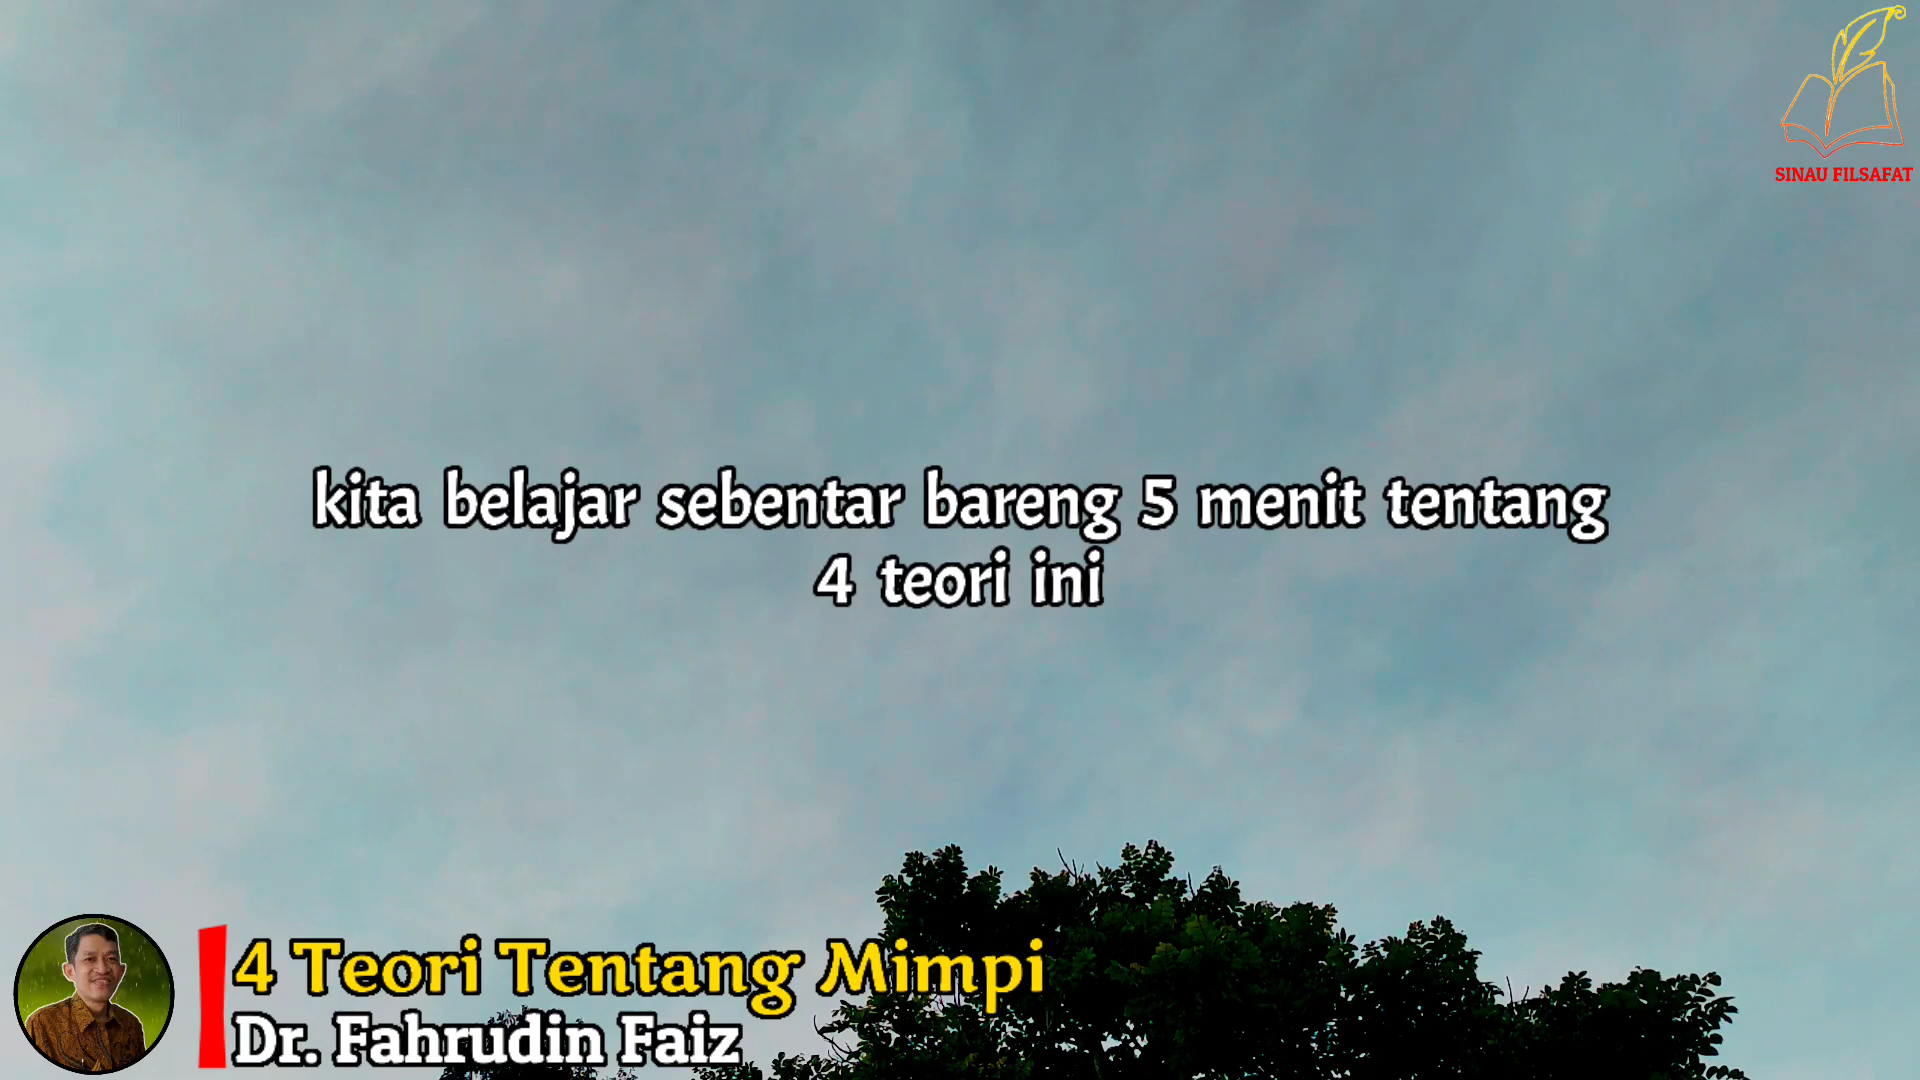 SINAU FILSAFAT
kita belajar sebentar bareng 5 menit tentang
4 teori ini
4 Teori Tentang Mimpi
Dr. Fahrudin Faiz